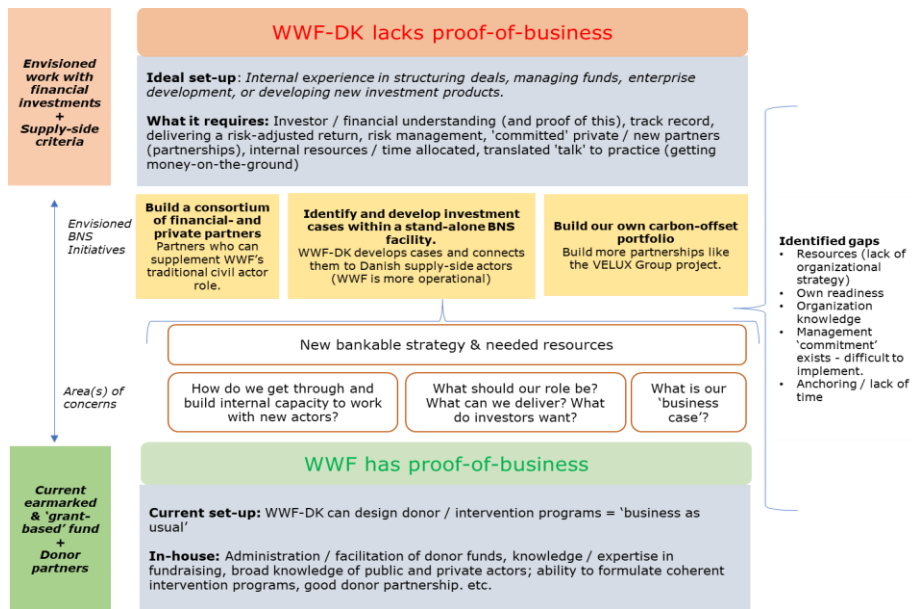 WWF-DK lacks proof-of-business
Envisioned
work with
financial
investments
+
Supply-side
criteria
Ideal set-up: Internal experience in structuring deals, managing funds, enterprise
development, or developing new investment products.
What it requires: Investor / financial understanding (and proof of this), track record,
delivering a risk-adjusted return, risk management, 'committed' private / new partners
(partnerships), internal resources / time allocated, translated 'talk' to practice (getting
money-on-the-ground)
Envisioned
BNS
Initiatives
Build a consortium
of financial- and
private partners
Partners who can
supplement WWF's
traditional civil actor
role.
Identify and develop investment
cases within a stand-alone BNS
facility.
WWF-DK develops cases and connects
them to Danish supply-side actors
(WWF is more operational)
Build our own carbon-offset
portfolio
Build more partnerships like
the VELUX Group project.
Identified gaps
• Resources (lack of
organizational
strategy)
• Own readiness
• Organization
knowledge
• Management
‘commitment’
exists - difficult to
implement.
• Anchoring / lack of
time
New bankable strategy & needed resources
Area(s) of
concerns
How do we get through and
build internal capacity to work
with new actors?
What should our role be?
What can we deliver? What
do investors want?
What is our
‘business
case’?
WWF has proof-of-business
Current
earmarked
& ‘grant-
based’ fund
+
Donor
partners
Current set-up: WWF-DK can design donor / intervention programs = ‘business as
usual’
In-house: Administration / facilitation of donor funds, knowledge / expertise in
fundraising, broad knowledge of public and private actors; ability to formulate coherent
intervention programs, good donor partnership. etc.